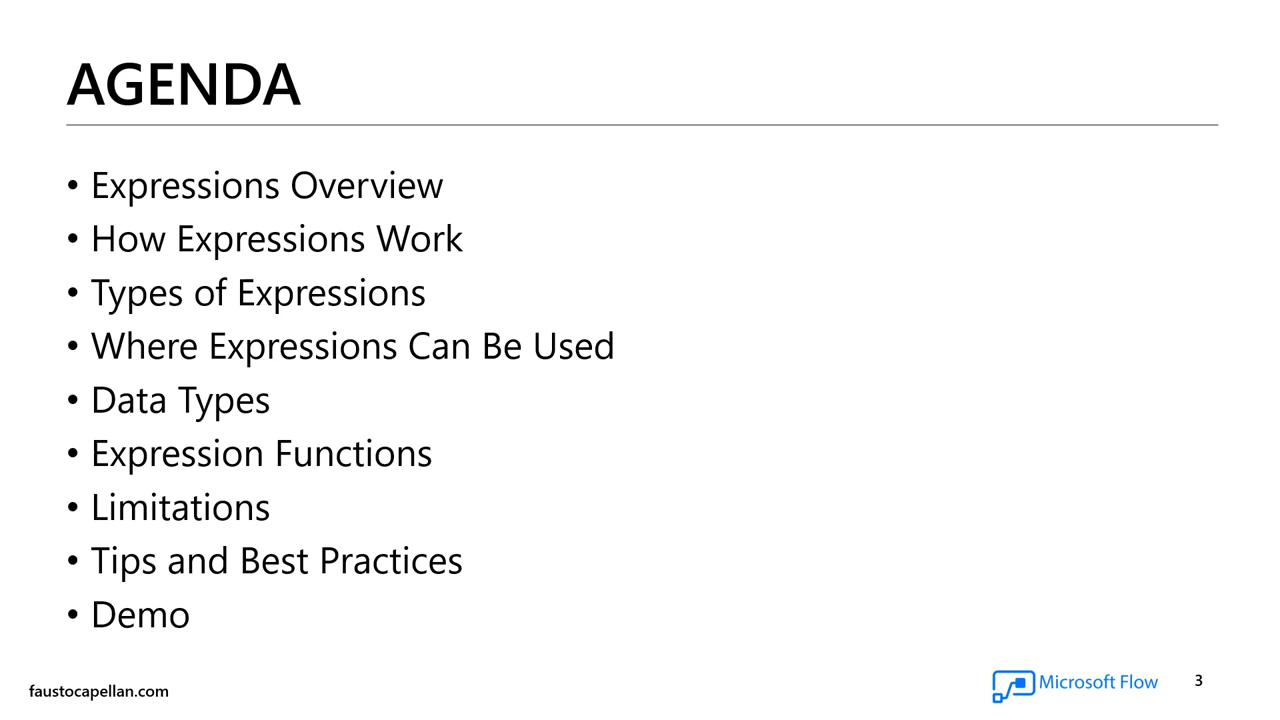 AGENDA
• Expressions Overview
• How Expressions Work
• Types of Expressions
• Where Expressions Can Be Used
• Data Types
• Expression Functions
• Limitations
• Tips and Best Practices
• Demo
faustocapellan.com
Microsoft Flow
3